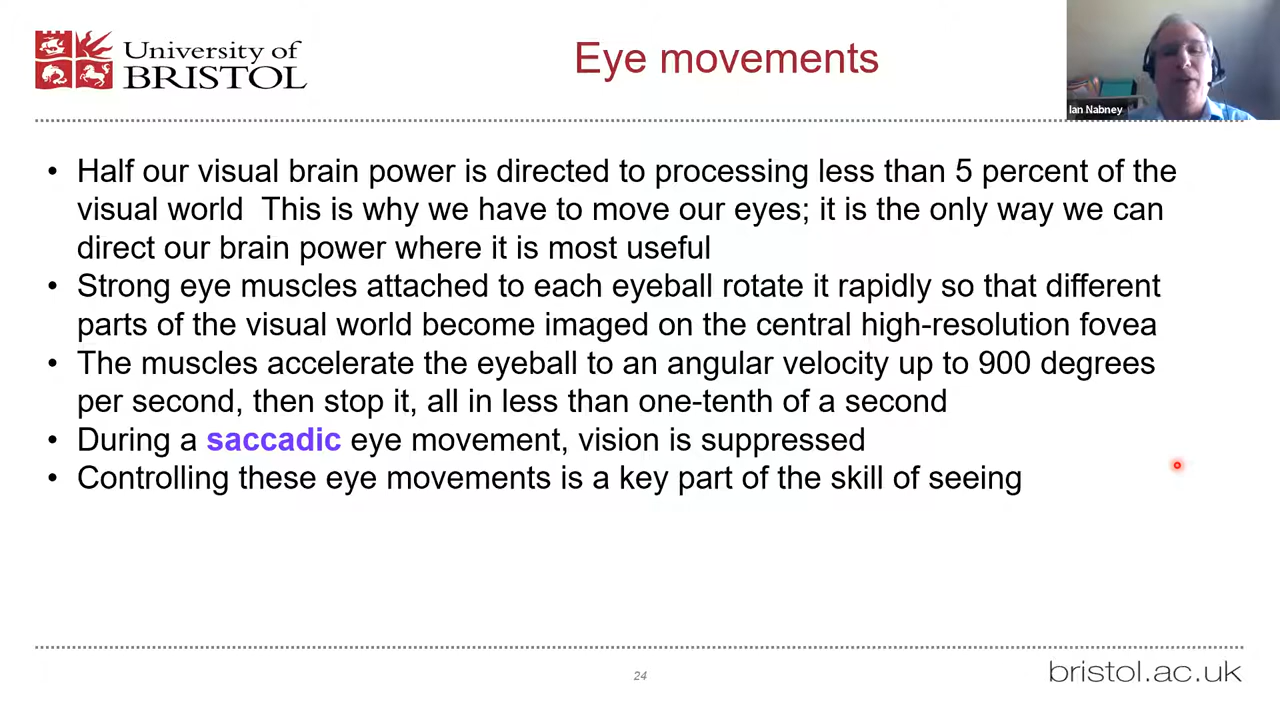 University of
BRISTOL
Eye movements
Ian Nabney
• Half our visual brain power is directed to processing less than 5 percent of the
visual world  This is why we have to move our eyes; it is the only way we can
direct our brain power where it is most useful
• Strong eye muscles attached to each eyeball rotate it rapidly so that different
parts of the visual world become imaged on the central high-resolution fovea
• The muscles accelerate the eyeball to an angular velocity up to 900 degrees
per second, then stop it, all in less than one-tenth of a second
• During a saccadic eye movement, vision is suppressed
• Controlling these eye movements is a key part of the skill of seeing
24
bristol.ac.uk